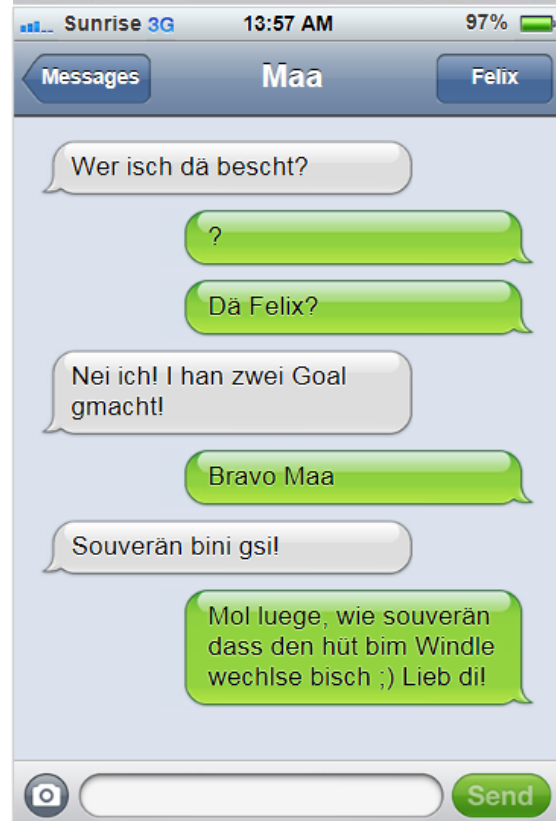 Sunrise 3G 13:57 AM 97%
Messages Maa Felix
Wer isch dä bescht?
?
Dä Felix?
Nei ich! I han zwei Goal
gmacht!
Bravo Maa
Souverän bini gsi!
Mol luege, wie souverän
dass den hüt bim Windle
wechlse bisch ;) Lieb di!
Send